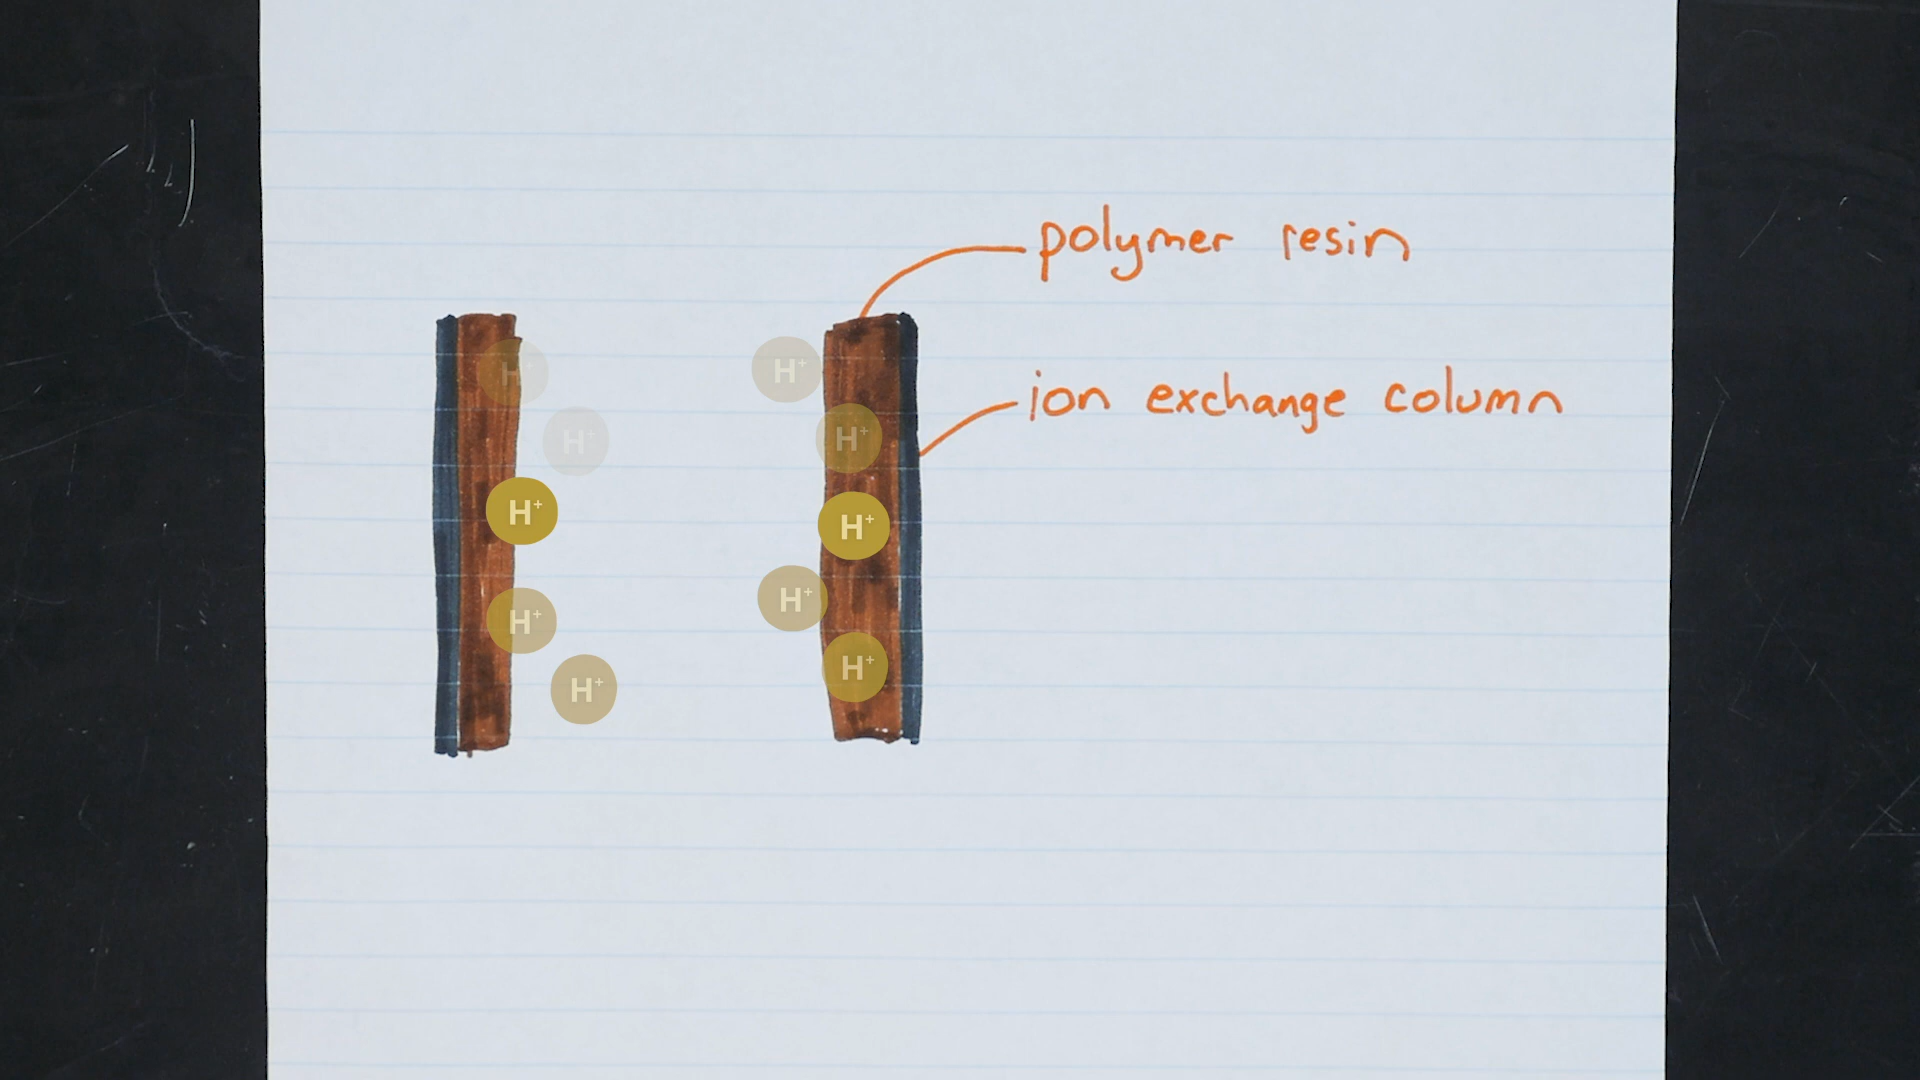 polymer resin
H⁺
H⁺
ion exchange column
H⁺
H⁺
H⁺
H⁺
H⁺
H⁺
H⁺
H⁺